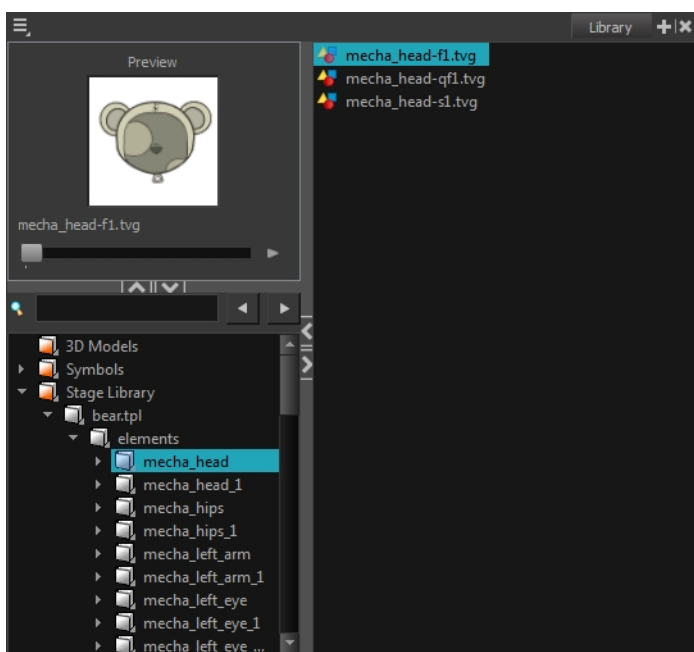 Library
Preview
mecha_head-f1.tvg
mecha_head-f1.tvg
mecha_head-qf1.tvg
mecha_head-s1.tvg
3D Models
Symbols
Stage Library
bear.tpl
elements
mecha_head
mecha_head_1
mecha_hips
mecha_hips_1
mecha_left_arm
mecha_left_arm_1
mecha_left_eye
mecha_left_eye_1
mecha_left_eye_...